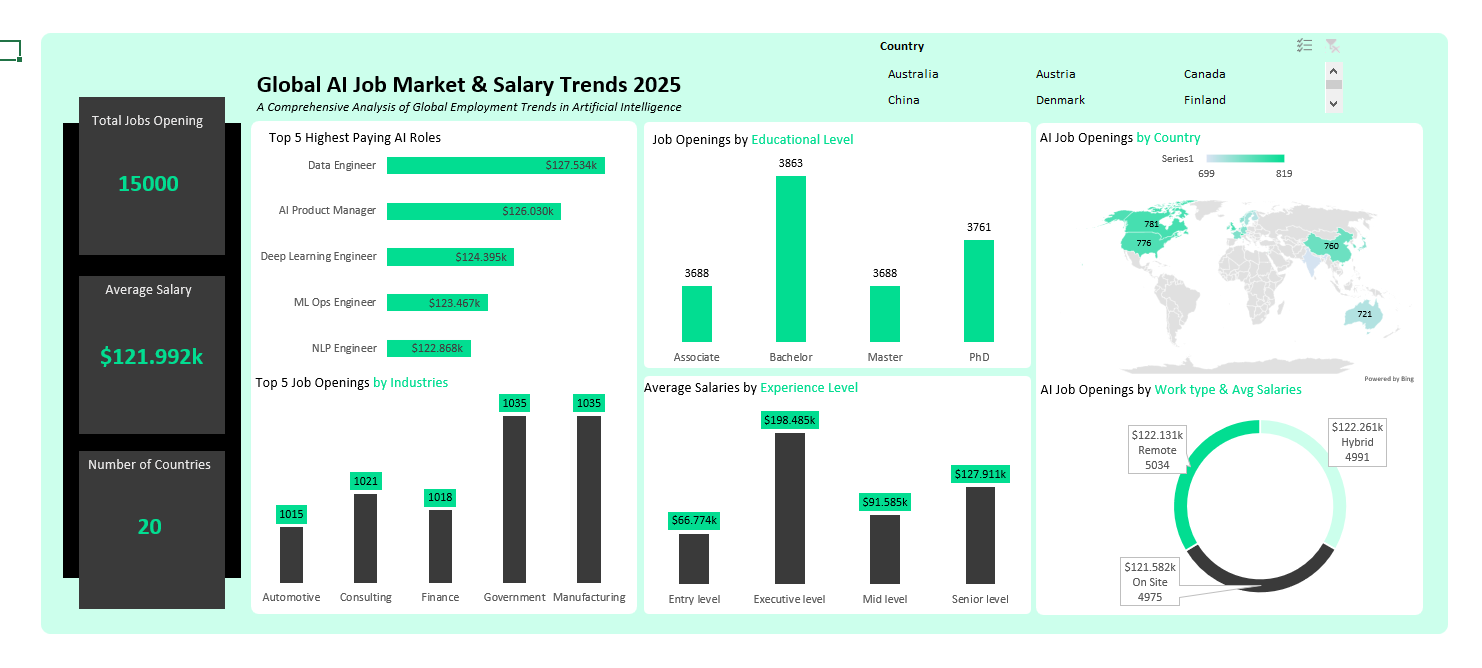 Country
Australia
Austria
Canada
China
Denmark
Finland
Global AI Job Market & Salary Trends 2025
A Comprehensive Analysis of Global Employment Trends in Artificial Intelligence
Total Jobs Opening
15000
Average Salary
$121.992k
Number of Countries
20
Top 5 Highest Paying AI Roles
Data Engineer
$127.534k
AI Product Manager
$126.030k
Deep Learning Engineer
$124.395k
ML Ops Engineer
$123.467k
NLP Engineer
$122.868k
Top 5 Job Openings by Industries
1015
1021
1018
1035
1035
Automotive
Consulting
Finance
Government
Manufacturing
Job Openings by Educational Level
3688
3863
3688
3761
Associate
Bachelor
Master
PhD
Average Salaries by Experience Level
$66.774k
$198.485k
$91.585k
$127.911k
Entry level
Executive level
Mid level
Senior level
AI Job Openings by Country
Series1
699
819
781
776
760
721
Powered by Bing
AI Job Openings by Work type & Avg Salaries
$122.131k
Remote
5034
$122.261k
Hybrid
4991
$121.582k
On Site
4975